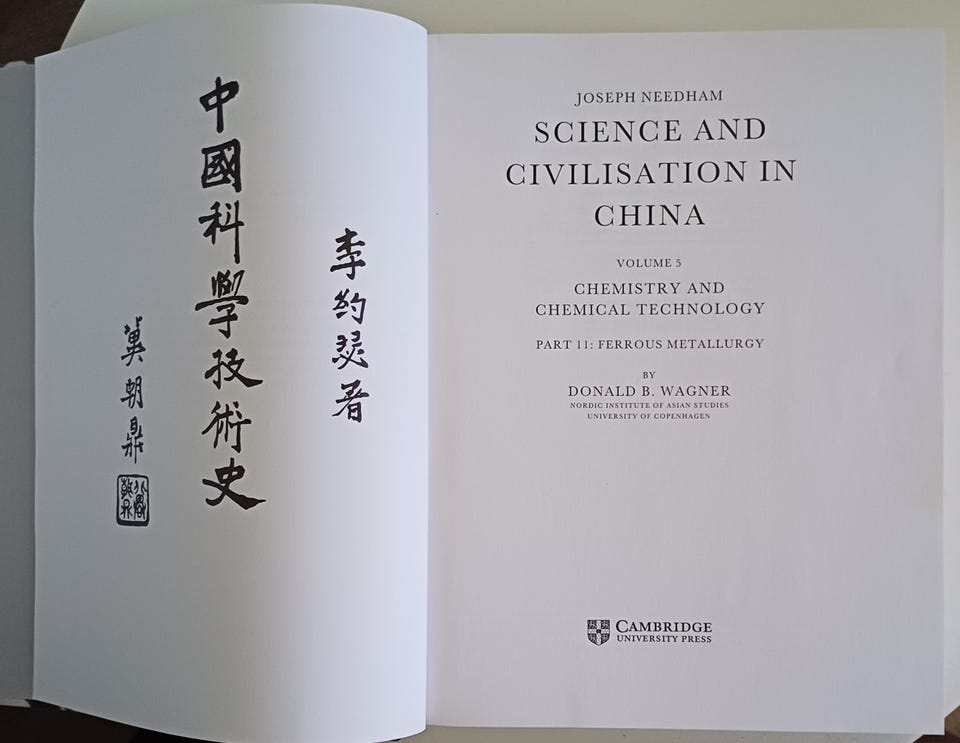 李約瑟著
中國科學技術史
冀朝鼎
JOSEPH NEEDHAM
SCIENCE AND
CIVILISATION IN
CHINA
VOLUME 5
CHEMISTRY AND
CHEMICAL TECHNOLOGY
PART 11: FERROUS METALLURGY
BY
DONALD B. WAGNER
NORDIC INSTITUTE OF ASIAN STUDIES
UNIVERSITY OF COPENHAGEN
CAMBRIDGE
UNIVERSITY PRESS